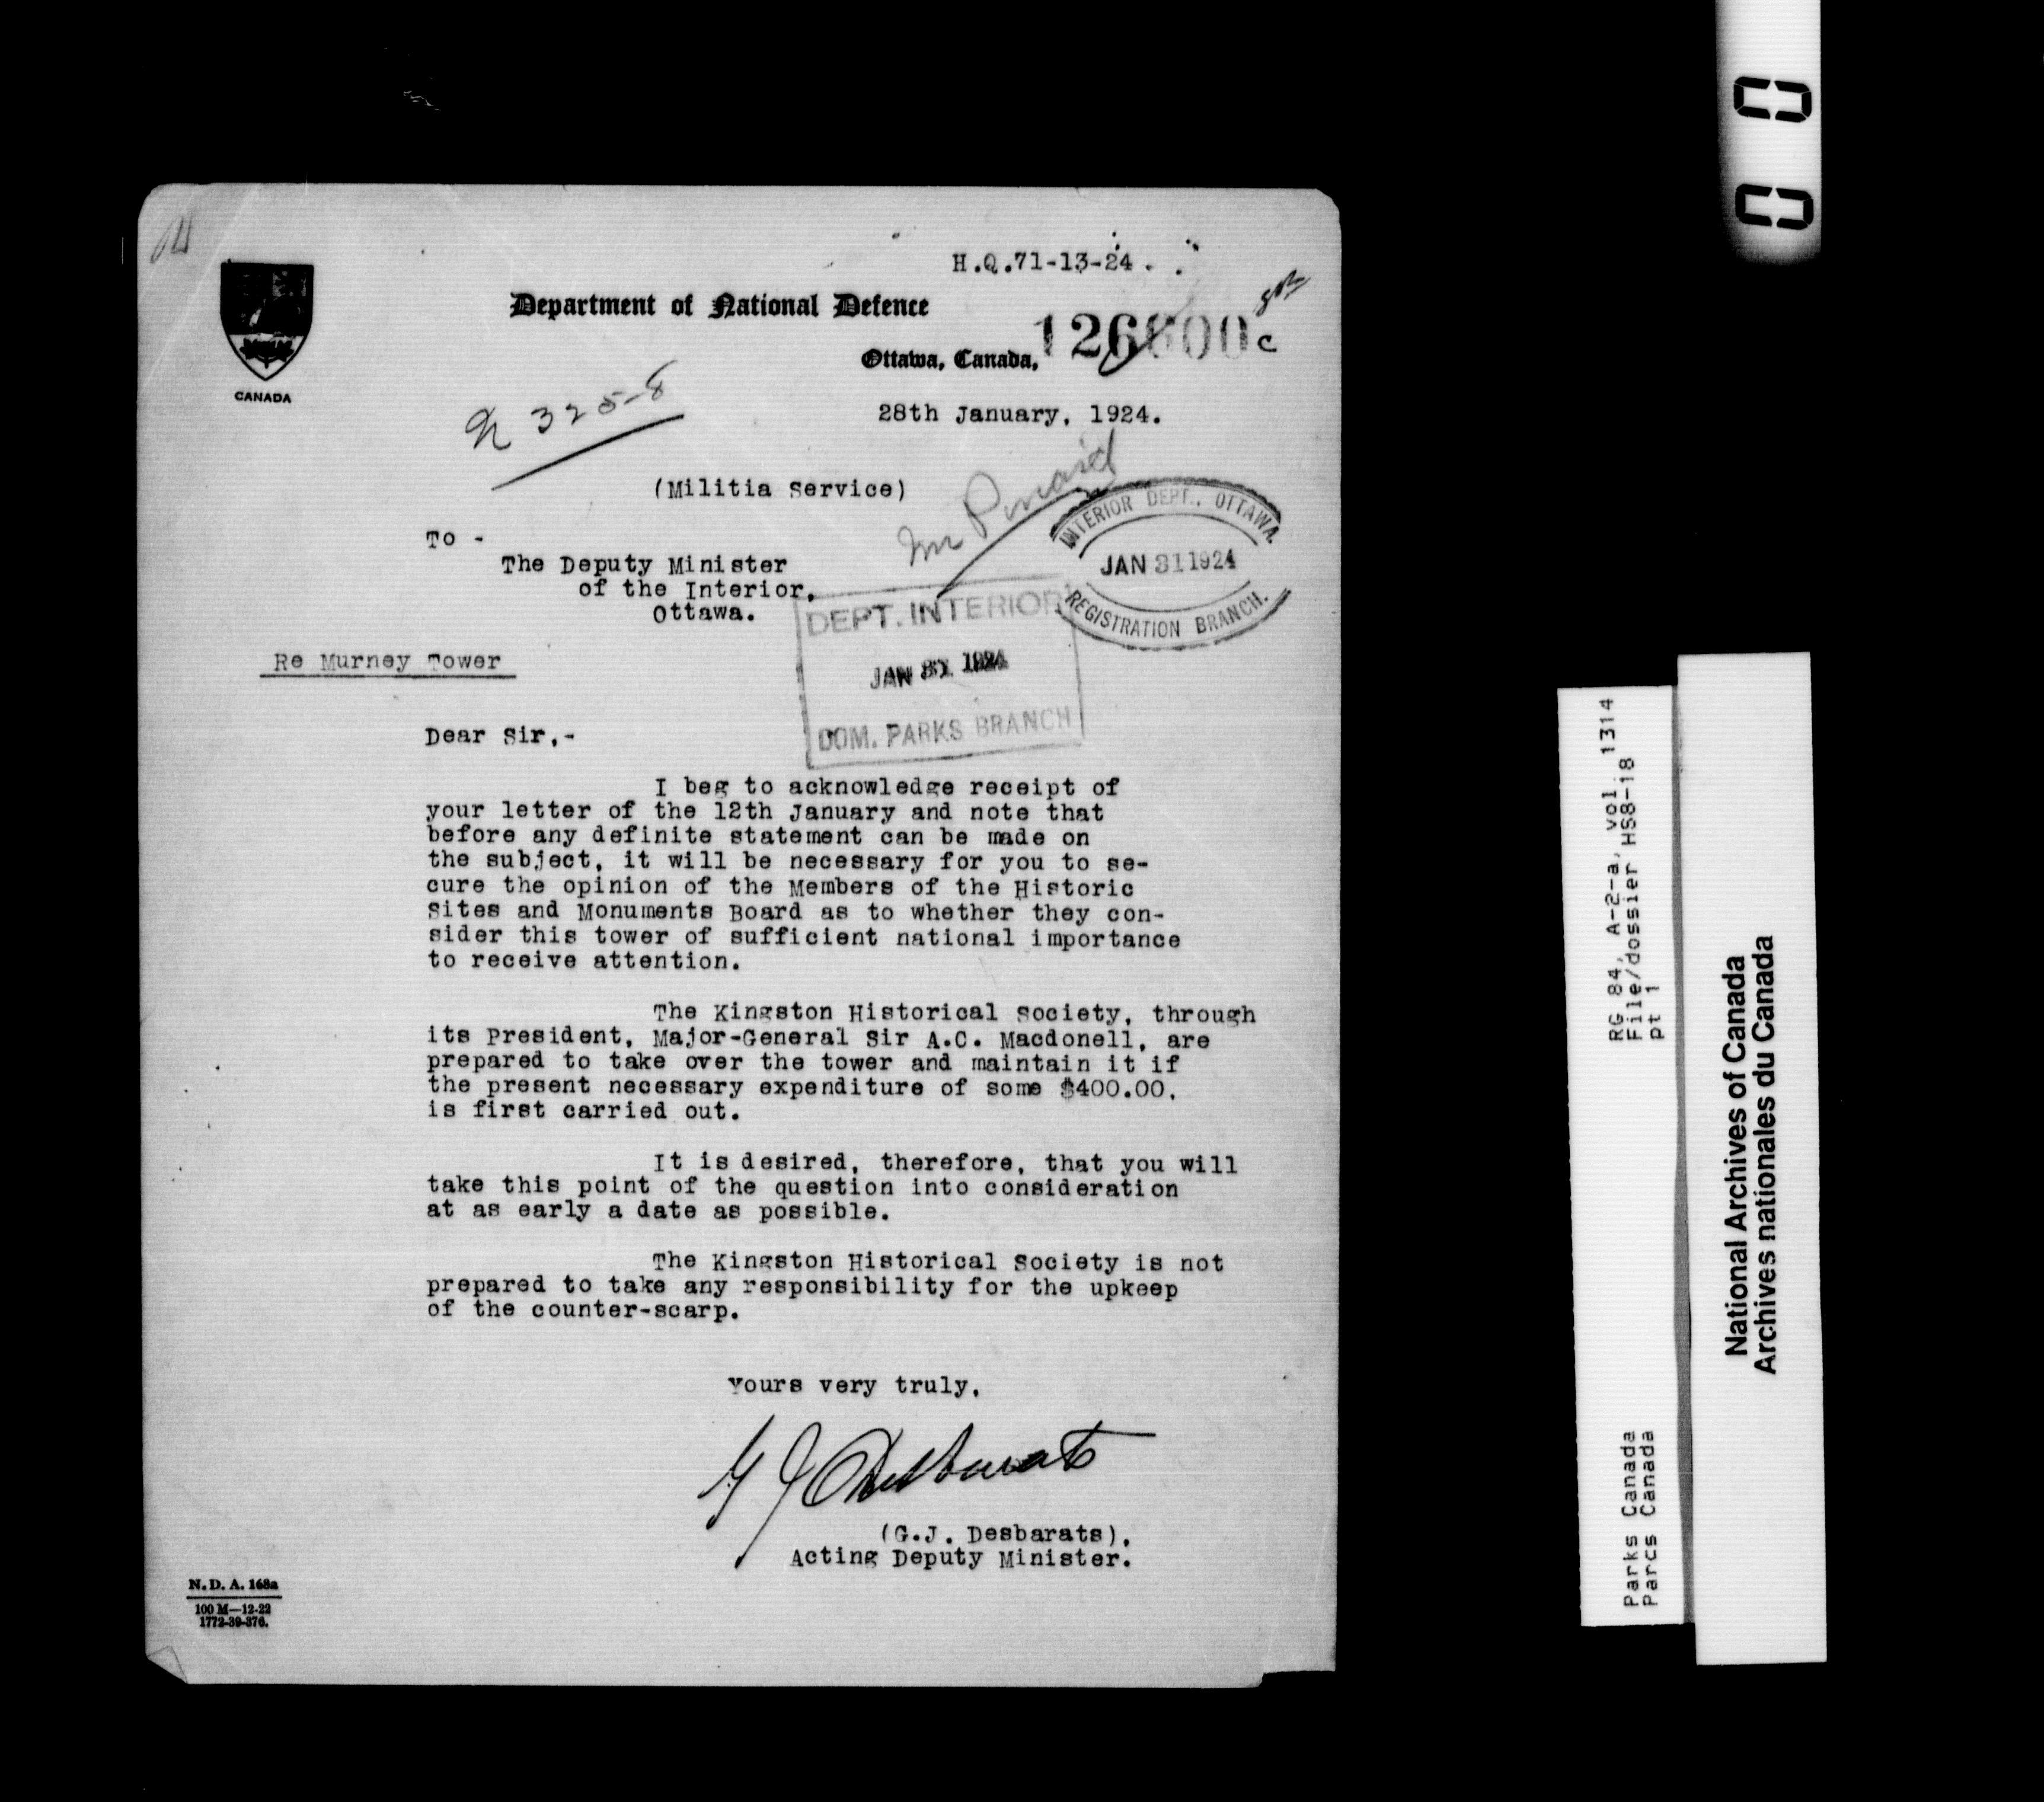 H.Q.71-13-24.
Department of National Defence
126600 c
Ottawa, Canada,
CANADA
28th January, 1924.
(Militia Service)
INTERIOR DEPT., OTTAWA.
JAN 31 1924
REGISTRATION BRANCH.
To -
The Deputy Minister
of the Interior,
Ottawa.
DEPT. INTERIOR
JAN 31 1924
DOM. PARKS BRANCH
Re Murney Tower
Dear Sir,-
I beg to acknowledge receipt of
your letter of the 12th January and note that
before any definite statement can be made on
the subject, it will be necessary for you to se-
cure the opinion of the Members of the Historic
Sites and Monuments Board as to whether they con-
sider this tower of sufficient national importance
to receive attention.
The Kingston Historical Society, through
its President, Major-General Sir A.C. Macdonell, are
prepared to take over the tower and maintain it if
the present necessary expenditure of some $400.00,
is first carried out.
It is desired, therefore, that you will
take this point of the question into consideration
at as early a date as possible.
The Kingston Historical Society is not
prepared to take any responsibility for the upkeep
of the counter-scarp.
Yours very truly,
G J Desbarats
(G.J. Desbarats),
Acting Deputy Minister.
N. D. A. 168a
100 M—12-22
1772-39-376.
RG 84, A-2-a, vol. 1314
File/dossier HS8-18
pt 1
Parks Canada
Parcs Canada
National Archives of Canada
Archives nationales du Canada